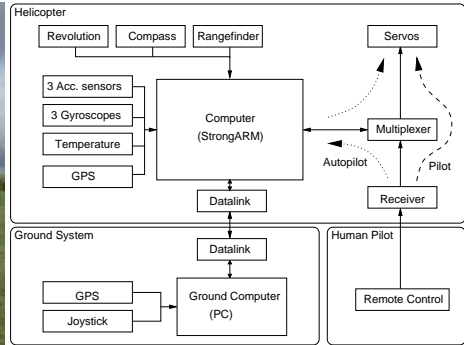 Helicopter
Revolution
Compass
Rangefinder
Servos
3 Acc. sensors
3 Gyroscopes
Temperature
GPS
Computer
(StrongARM)
Multiplexer
Autopilot
Pilot
Datalink
Receiver
Ground System
Human Pilot
Datalink
GPS
Joystick
Ground Computer
(PC)
Remote Control